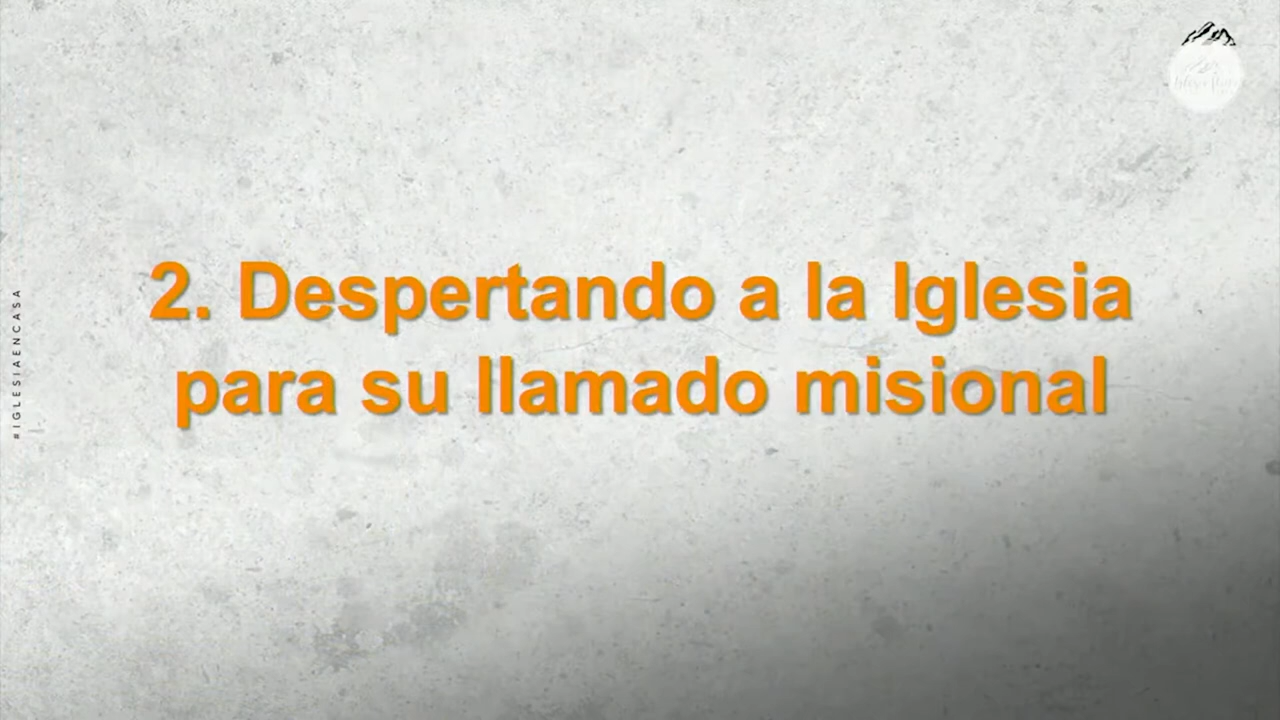 2. Despertando a la Iglesia
para su llamado misional
#IGLESIAENCASA